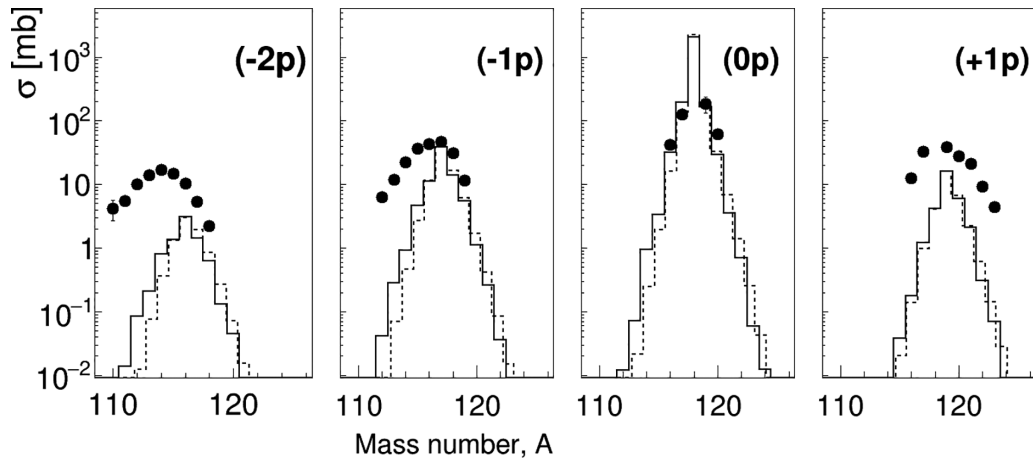 σ [mb]
10³
10²
10
1
10⁻¹
10⁻²
(-2p)
(-1p)
(0p)
(+1p)
110 120 110 120 110 120 110 120
Mass number, A